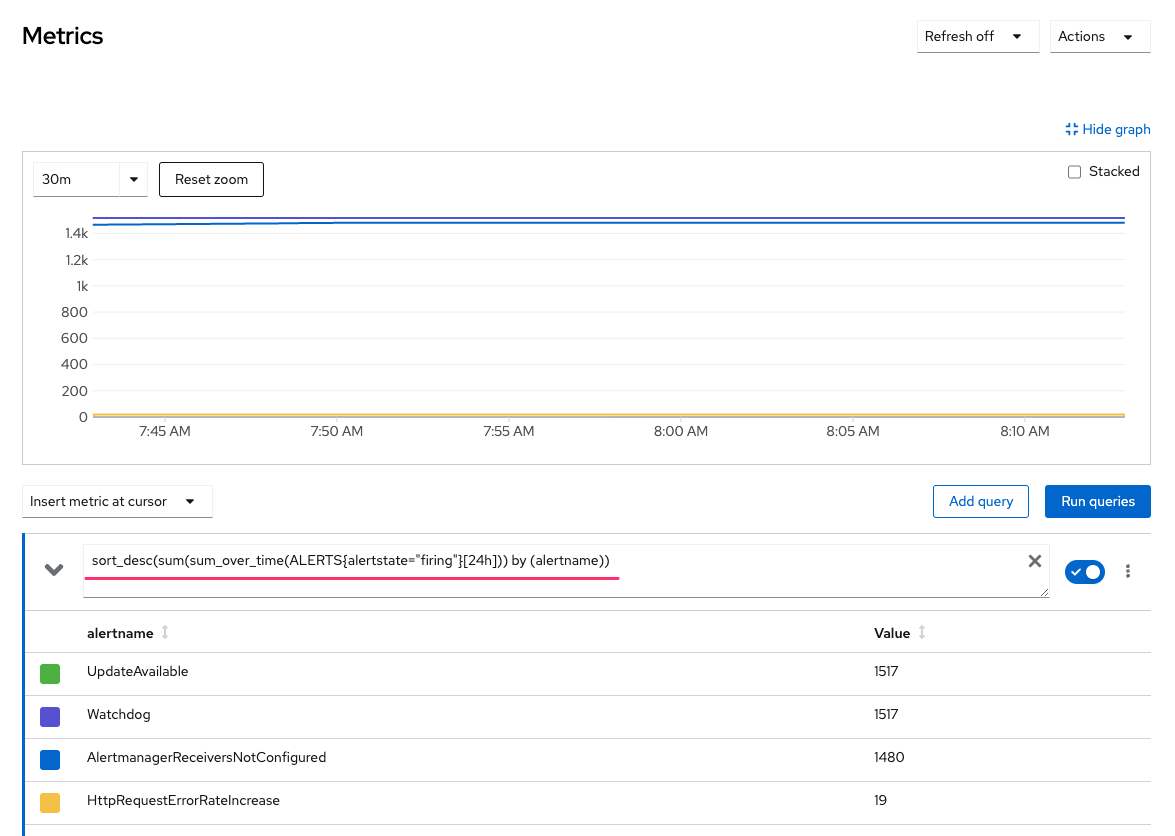 Metrics
Refresh off
Actions
Hide graph
30m
Reset zoom
Stacked
1.4k
1.2k
1k
800
600
400
200
0
7:45 AM 7:50 AM 7:55 AM 8:00 AM 8:05 AM 8:10 AM
Insert metric at cursor
Add query
Run queries
sort_desc(sum(sum_over_time(ALERTS{alertstate="firing"}[24h])) by (alertname))
alertname Value
UpdateAvailable 1517
Watchdog 1517
AlertmanagerReceiversNotConfigured 1480
HttpRequestErrorRateIncrease 19